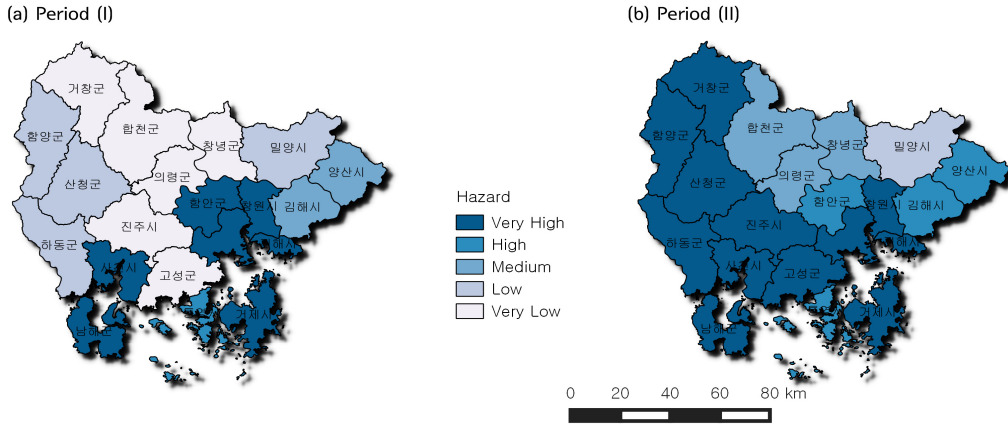 (a) Period (I)
(b) Period (II)
거창군
함양군
합천군
창녕군
밀양시
양산시
산청군
의령군
함안군
창원시
김해시
진주시
하동군
고성군
거제시
남해군
Hazard
Very High
High
Medium
Low
Very Low
거창군
함양군
합천군
창녕군
밀양시
양산시
산청군
의령군
함안군
창원시
김해시
진주시
하동군
고성군
거제시
남해군
0 20 40 60 80 km